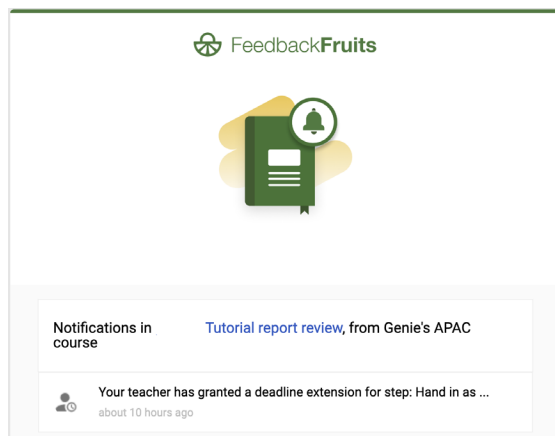 FeedbackFruits
Notifications in Tutorial report review, from Genie's APAC
course
Your teacher has granted a deadline extension for step: Hand in as ...
about 10 hours ago